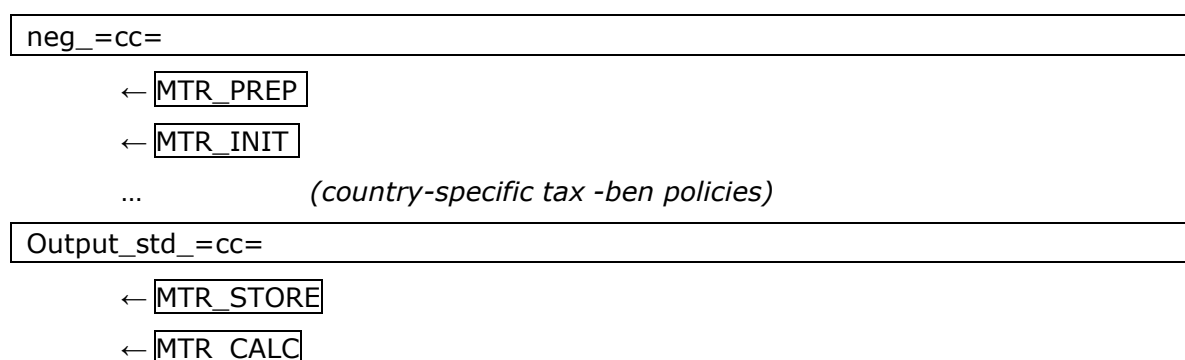 neg_=cc=
← MTR_PREP
← MTR_INIT
… (country-specific tax -ben policies)
Output_std_=cc=
← MTR_STORE
← MTR_CALC